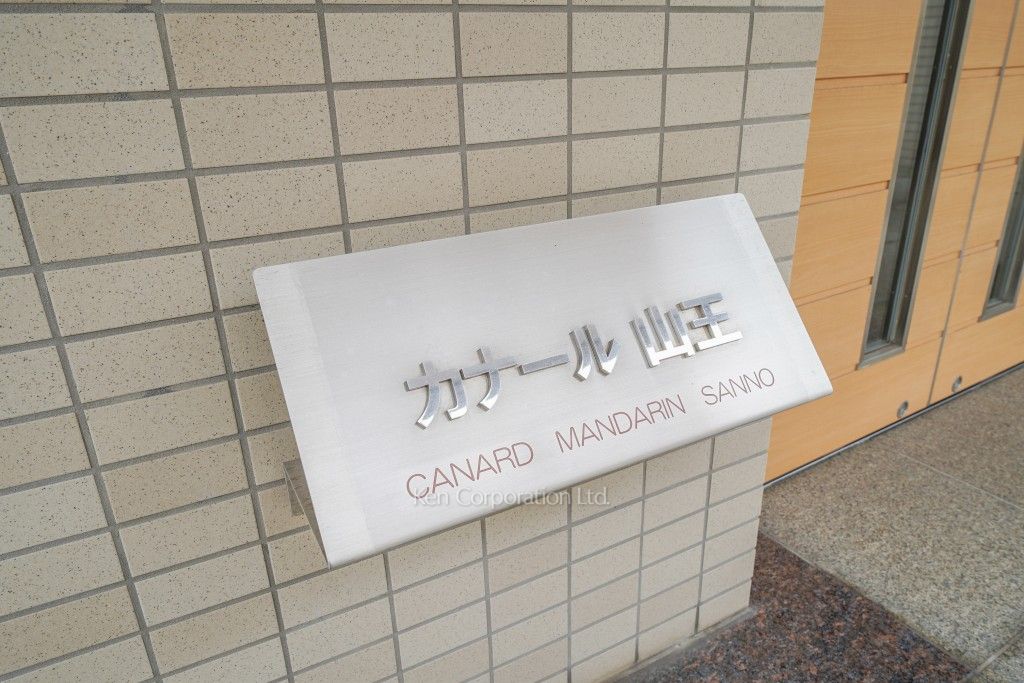 カナール 山王
CANARD MANDARIN SANNO
Ken Corporation Ltd.